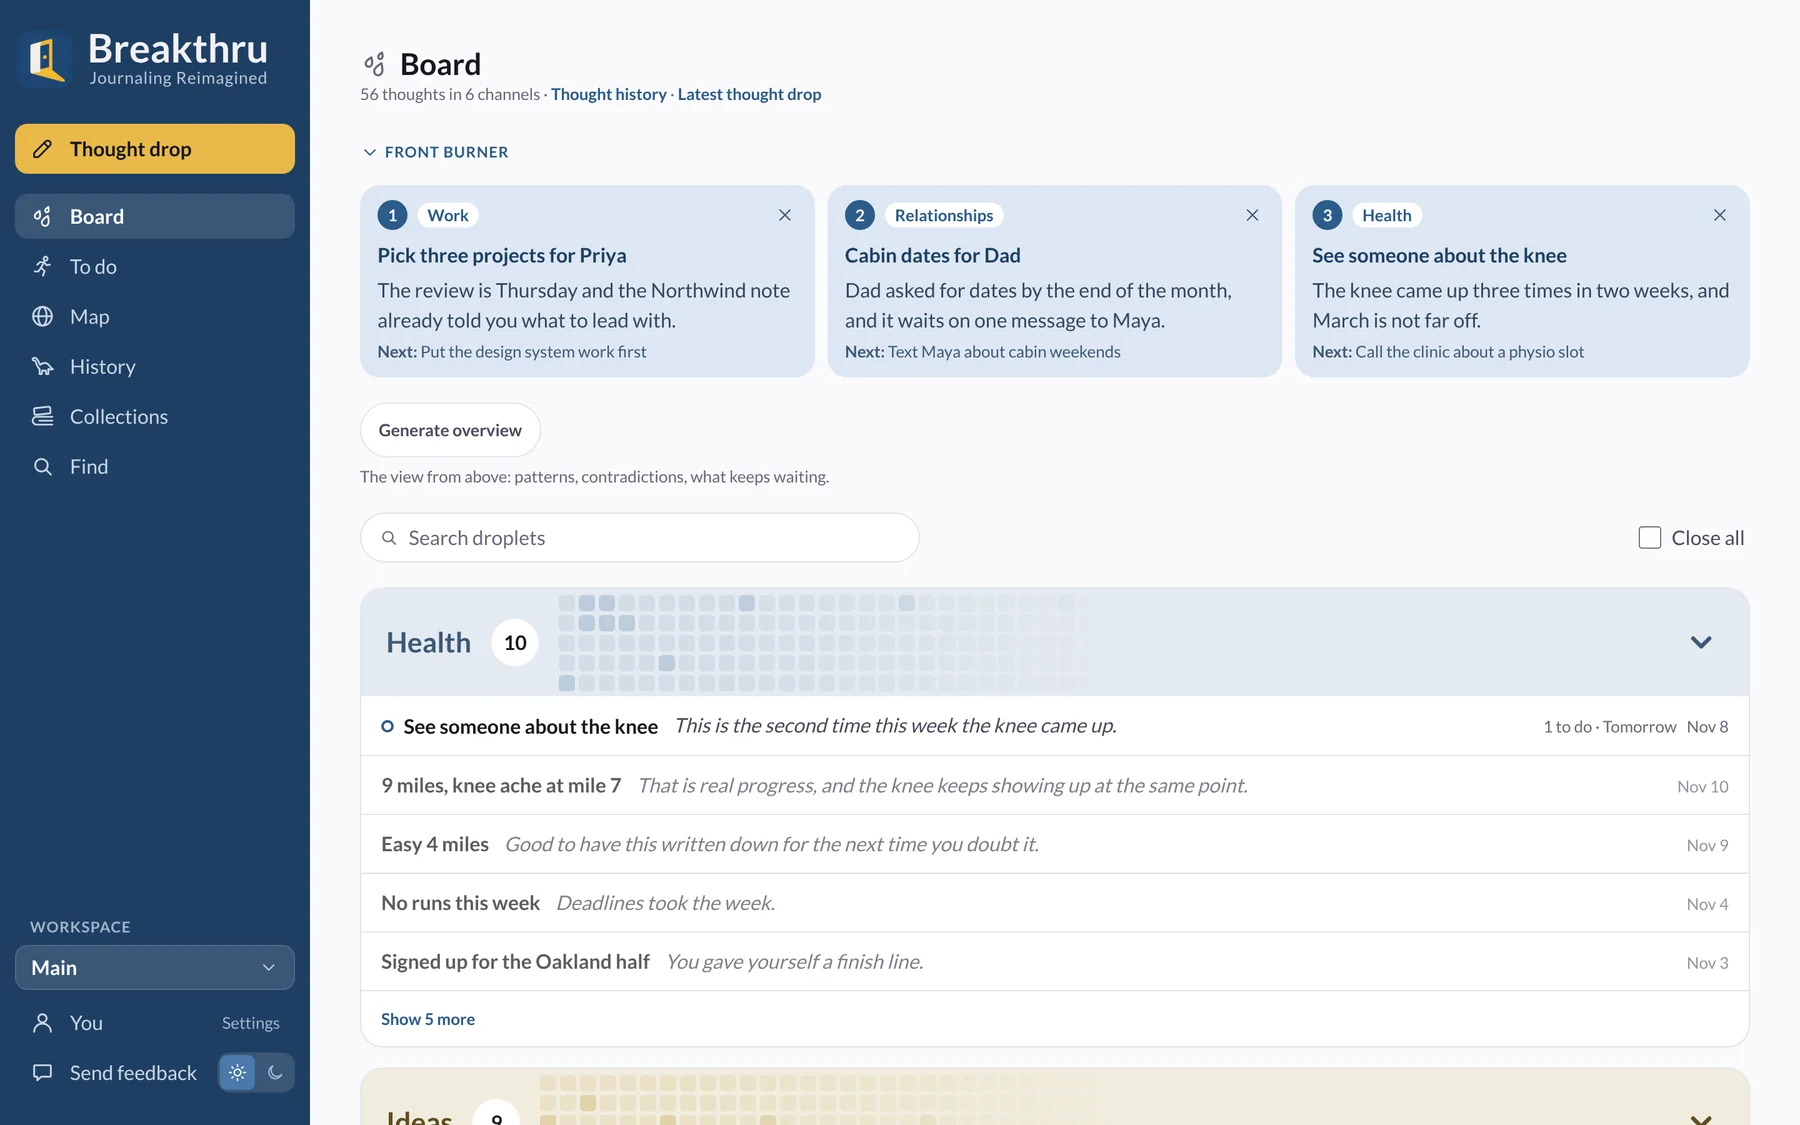 Breakthru
Journaling Reimagined
Thought drop
Board
To do
Map
History
Collections
Find
WORKSPACE
Main
You Settings
Send feedback
Board
56 thoughts in 6 channels · Thought history · Latest thought drop
FRONT BURNER
1 Work
Pick three projects for Priya
The review is Thursday and the Northwind note
already told you what to lead with.
Next: Put the design system work first
2 Relationships
Cabin dates for Dad
Dad asked for dates by the end of the month,
and it waits on one message to Maya.
Next: Text Maya about cabin weekends
3 Health
See someone about the knee
The knee came up three times in two weeks, and
March is not far off.
Next: Call the clinic about a physio slot
Generate overview
The view from above: patterns, contradictions, what keeps waiting.
Search droplets
Close all
Health 10
See someone about the knee This is the second time this week the knee came up. 1 to do · Tomorrow Nov 8
9 miles, knee ache at mile 7 That is real progress, and the knee keeps showing up at the same point. Nov 10
Easy 4 miles Good to have this written down for the next time you doubt it. Nov 9
No runs this week Deadlines took the week. Nov 4
Signed up for the Oakland half You gave yourself a finish line. Nov 3
Show 5 more
Ideas 9